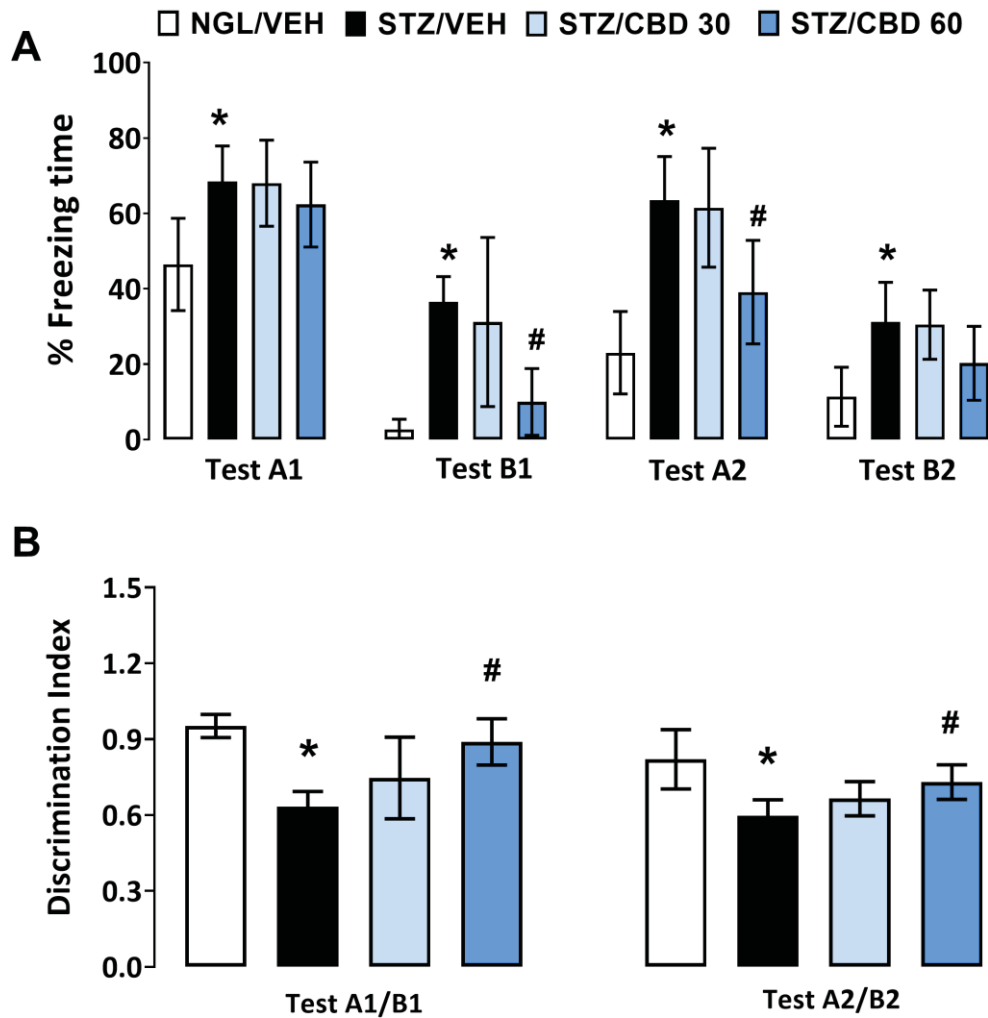 NGL/VEH STZ/VEH STZ/CBD 30 STZ/CBD 60
A
% Freezing time
100
80
60
40
20
0
* * * *
# #
Test A1 Test B1 Test A2 Test B2
B
Discrimination Index
1.5
1.2
0.9
0.6
0.3
0.0
* # * #
Test A1/B1 Test A2/B2